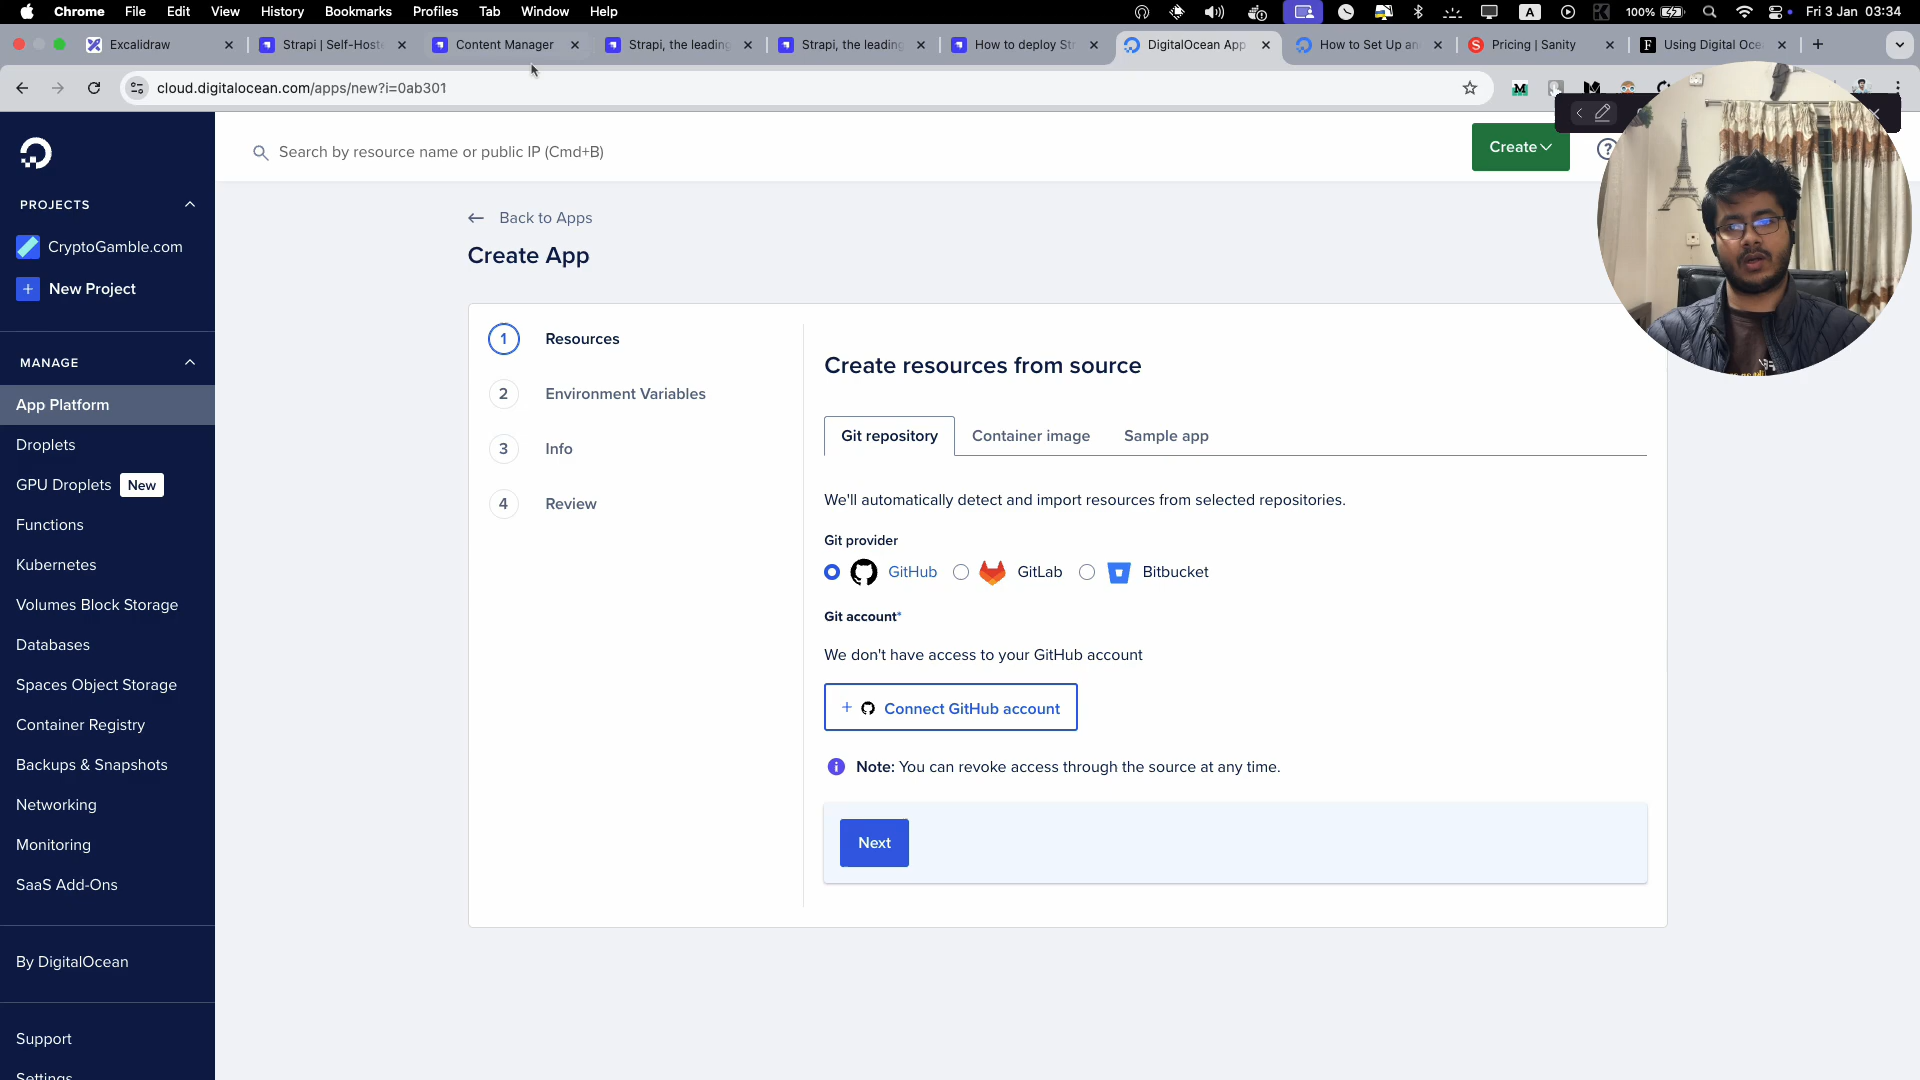 Chrome File Edit View History Bookmarks Profiles Tab Window Help
A 100% Fri 3 Jan 03:34
Excalidraw
Strapi | Self-Hoste
Content Manager
Strapi, the leading
Strapi, the leading
How to deploy St
DigitalOcean App
How to Set Up an
Pricing | Sanity
Using Digital Oce
cloud.digitalocean.com/apps/new?i=0ab301
Search by resource name or public IP (Cmd+B)
Create
PROJECTS
CryptoGamble.com
New Project
MANAGE
App Platform
Droplets
GPU Droplets New
Functions
Kubernetes
Volumes Block Storage
Databases
Spaces Object Storage
Container Registry
Backups & Snapshots
Networking
Monitoring
SaaS Add-Ons
By DigitalOcean
Support
Settings
← Back to Apps
Create App
1 Resources
2 Environment Variables
3 Info
4 Review
Create resources from source
Git repository Container image Sample app
We'll automatically detect and import resources from selected repositories.
Git provider
GitHub GitLab Bitbucket
Git account*
We don't have access to your GitHub account
+ Connect GitHub account
Note: You can revoke access through the source at any time.
Next